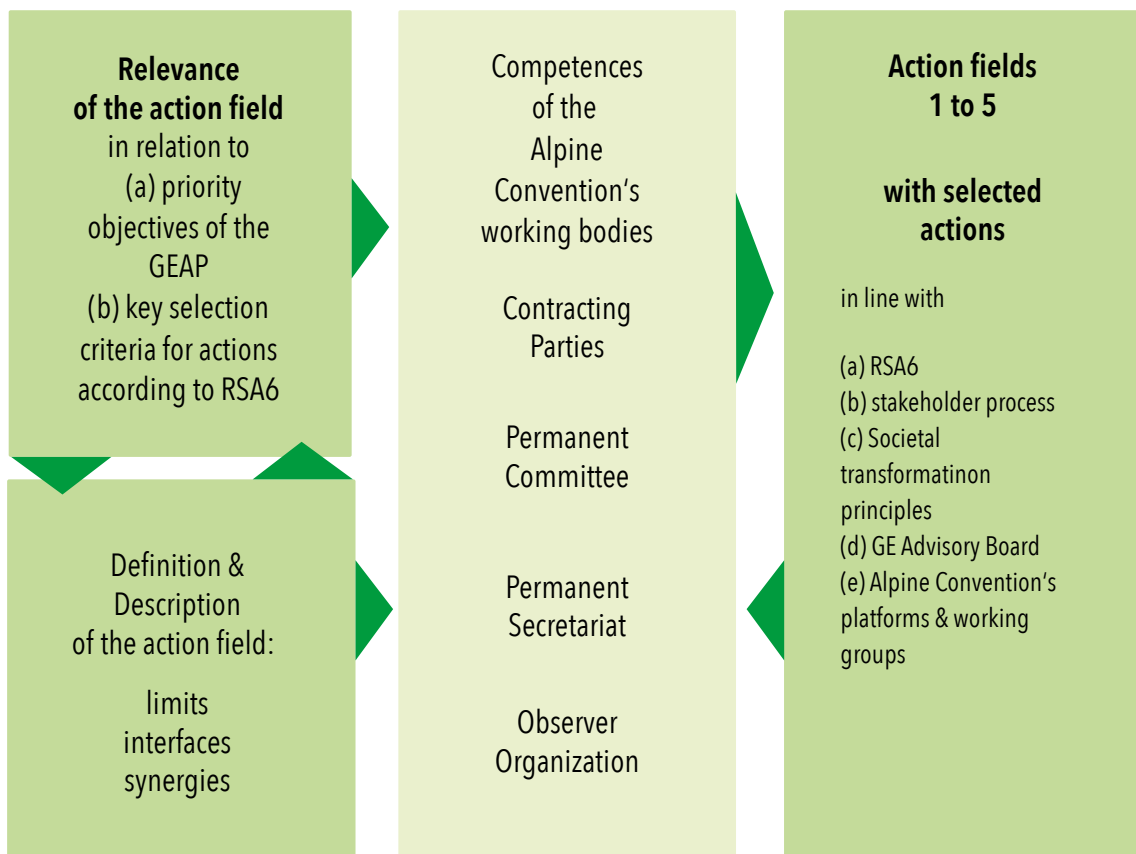 Relevance
of the action field
in relation to
(a) priority
objectives of the
GEAP
(b) key selection
criteria for actions
according to RSA6
Definition &
Description
of the action field:
limits
interfaces
synergies
Competences
of the
Alpine
Convention‘s
working bodies
Contracting
Parties
Permanent
Committee
Permanent
Secretariat
Observer
Organization
Action fields
1 to 5
with selected
actions
in line with
(a) RSA6
(b) stakeholder process
(c) Societal
transformatinon
principles
(d) GE Advisory Board
(e) Alpine Convention‘s
platforms & working
groups